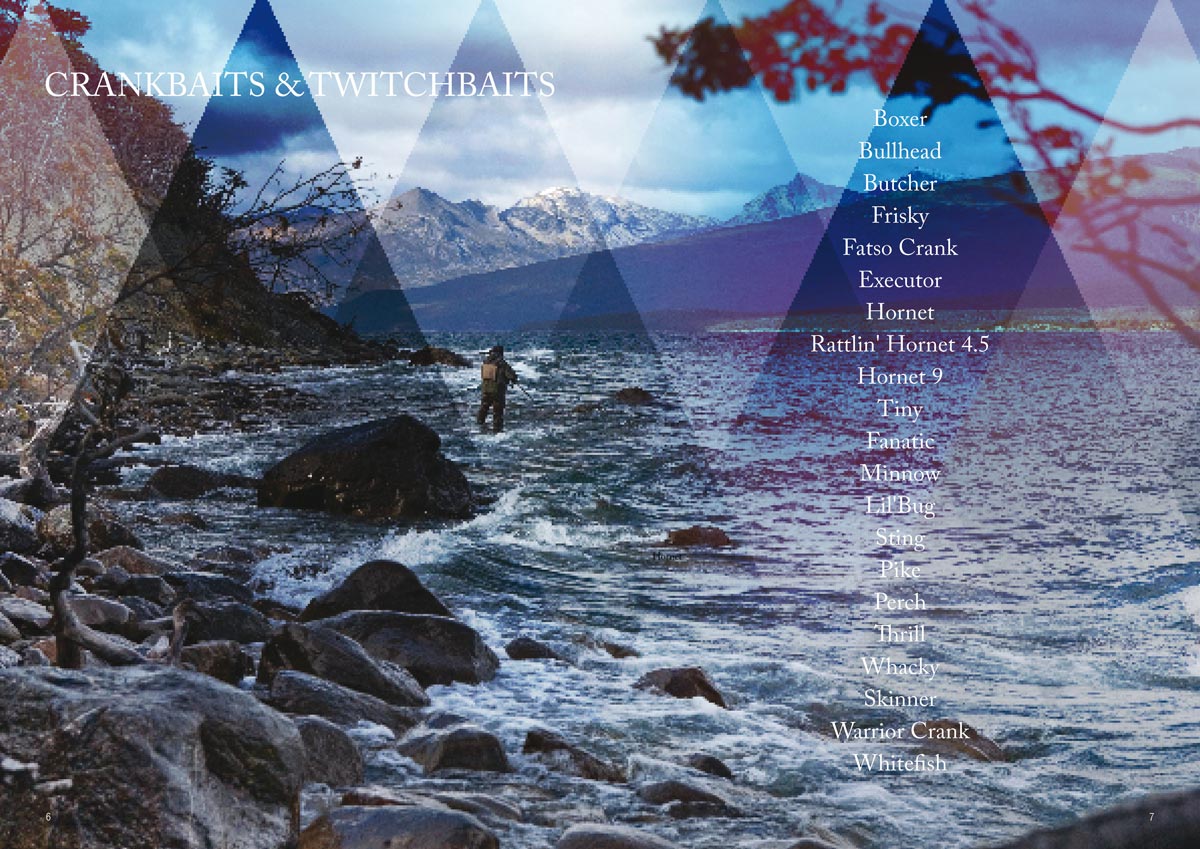 CRANKBAITS & TWITCHBAITS
Boxer
Bullhead
Butcher
Frisky
Fatso Crank
Executor
Hornet
Rattlin' Hornet 4.5
Hornet 9
Tiny
Fanatic
Minnow
Lil'Bug
Sting
Pike
Perch
Thrill
Whacky
Skinner
Warrior Crank
Whitefish
6
7